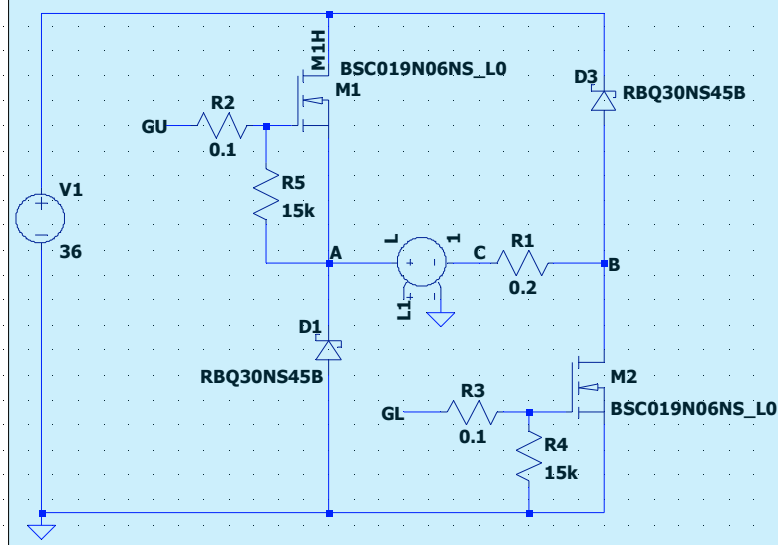 M1H
BSC019N06NS_L0
M1
D3
RBQ30NS45B
GU
R2
0.1
R5
15k
V1
36
A
L
1
C
R1
0.2
B
L1
D1
RBQ30NS45B
M2
BSC019N06NS_L0
GL
R3
0.1
R4
15k